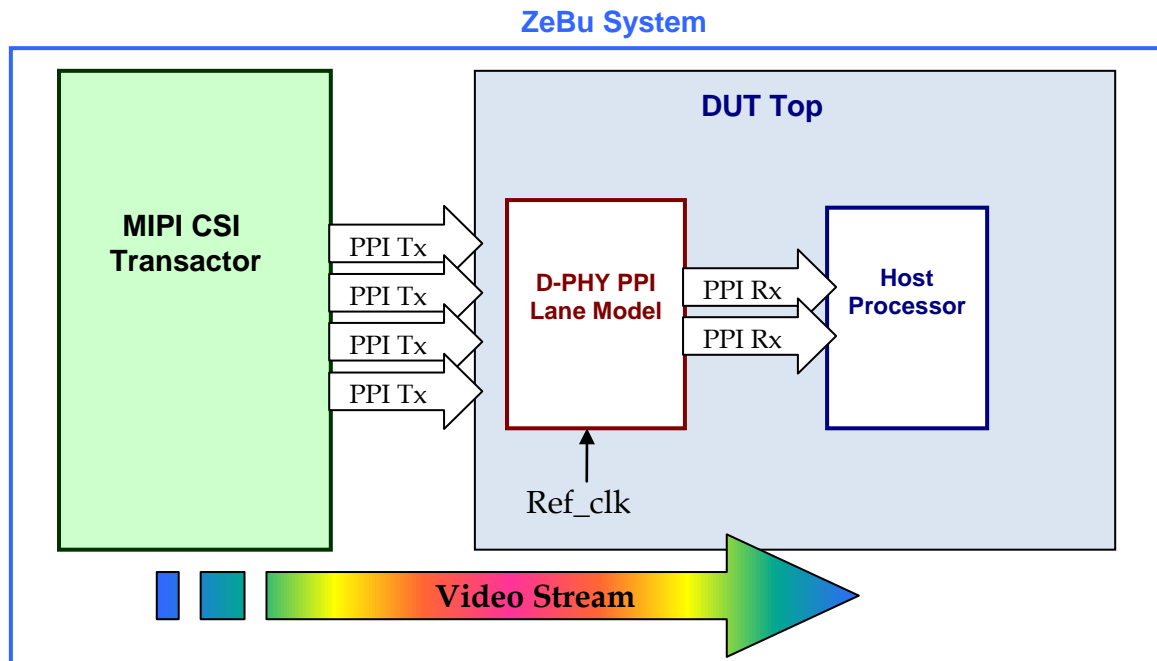 ZeBu System
DUT Top
MIPI CSI
Transactor
PPI Tx
PPI Tx
PPI Tx
PPI Tx
D-PHY PPI
Lane Model
PPI Rx
PPI Rx
Host
Processor
Ref_clk
Video Stream